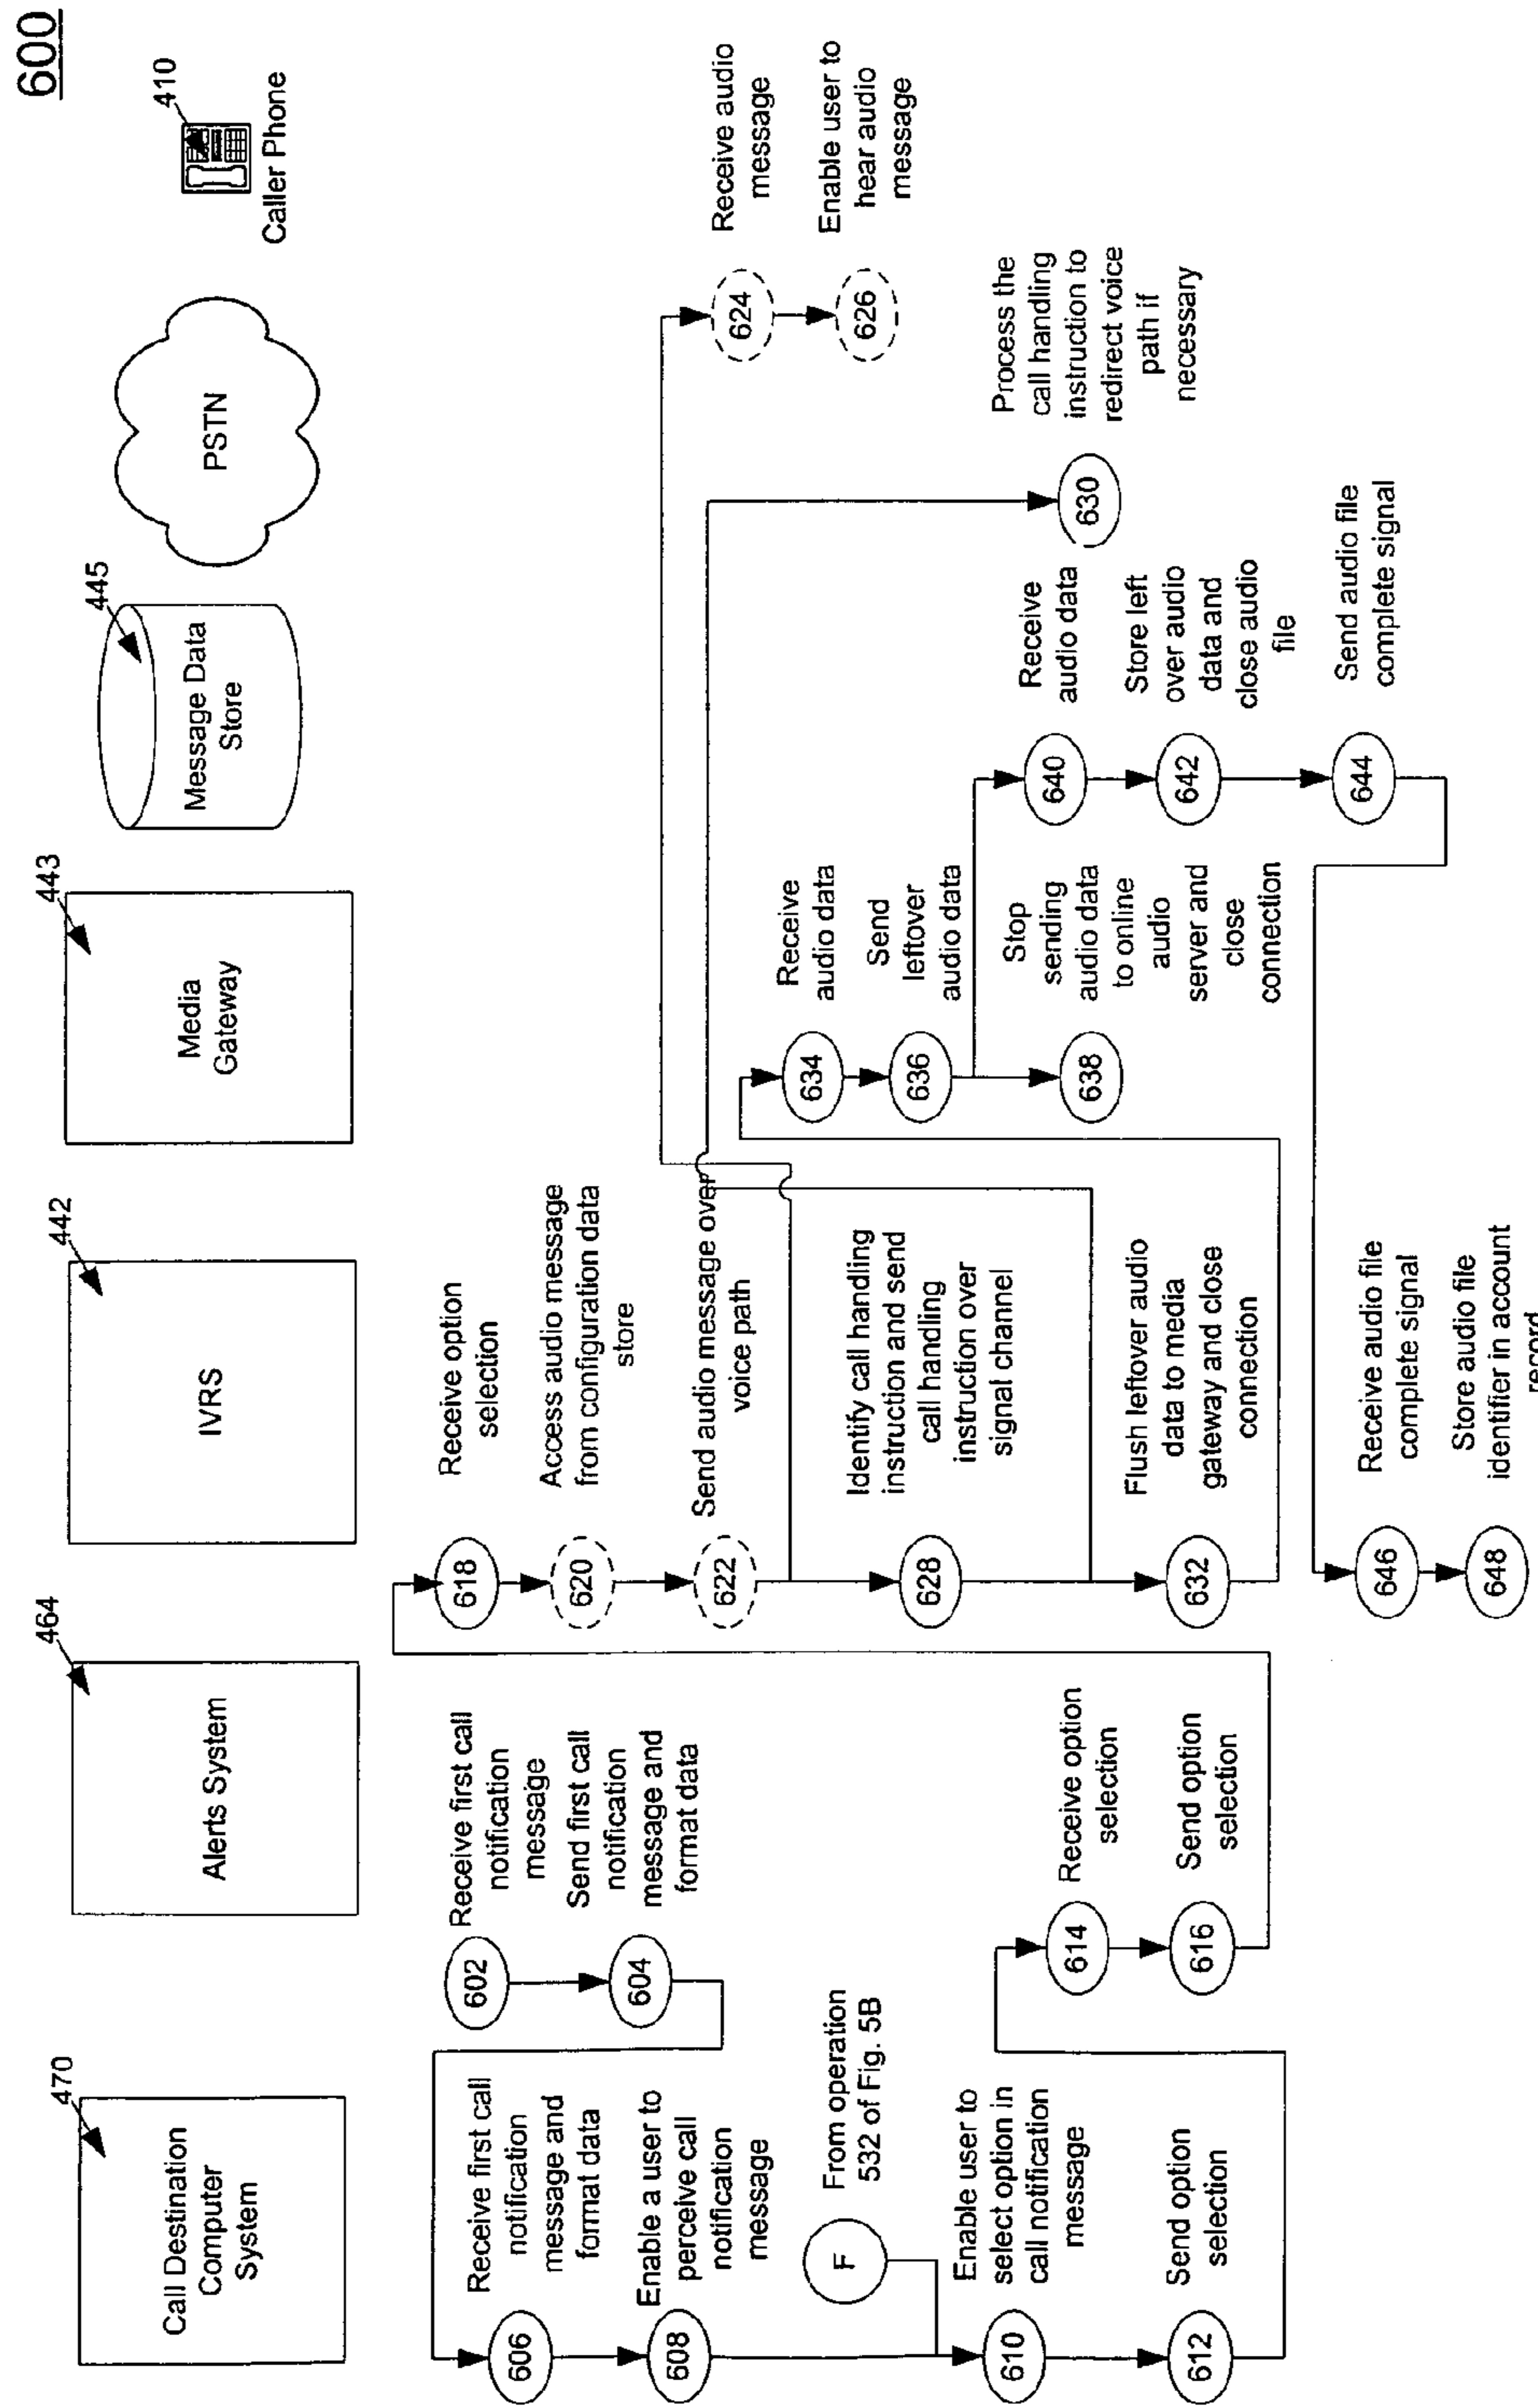 600
470
Call Destination
Computer
System
464
Alerts System
442
IVRS
443
Media
Gateway
445
Message Data
Store
PSTN
410
Caller Phone
602
Receive first call
notification
message
604
Send first call
notification
message and
format data
606
Receive first call
notification
message and
format data
608
Enable a user to
perceive call
notification
message
F
From operation
532 of Fig. 5B
610
Enable user to
select option in
call notification
message
612
Send option
selection
614
Receive option
selection
616
Send option
selection
618
Receive option
selection
620
Access audio message
from configuration data
store
622
Send audio message over
voice path
624
Receive audio
message
626
Enable user to
hear audio
message
628
Identify call handling
instruction and send
call handling
instruction over
signal channel
630
Process the
call handling
instruction to
redirect voice
path if
necessary
632
Flush leftover audio
data to media
gateway and close
connection
634
Receive
audio data
636
Send
leftover
audio data
638
Stop
sending
audio data
to online
audio
server and
close
connection
640
Receive
audio data
642
Store left
over audio
data and
close audio
file
644
Send audio file
complete signal
646
Receive audio file
complete signal
648
Store audio file
identifier in account
record